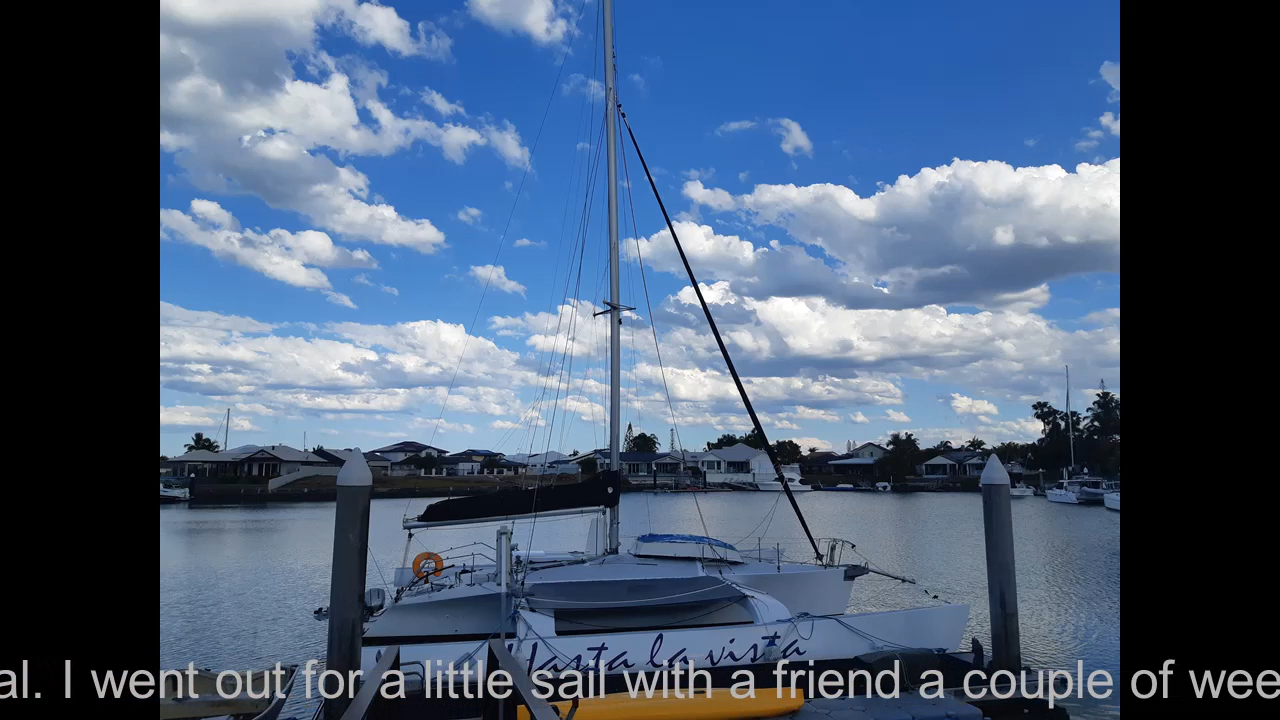 Hasta la vista
al. I went out for a little sail with a friend a couple of wee